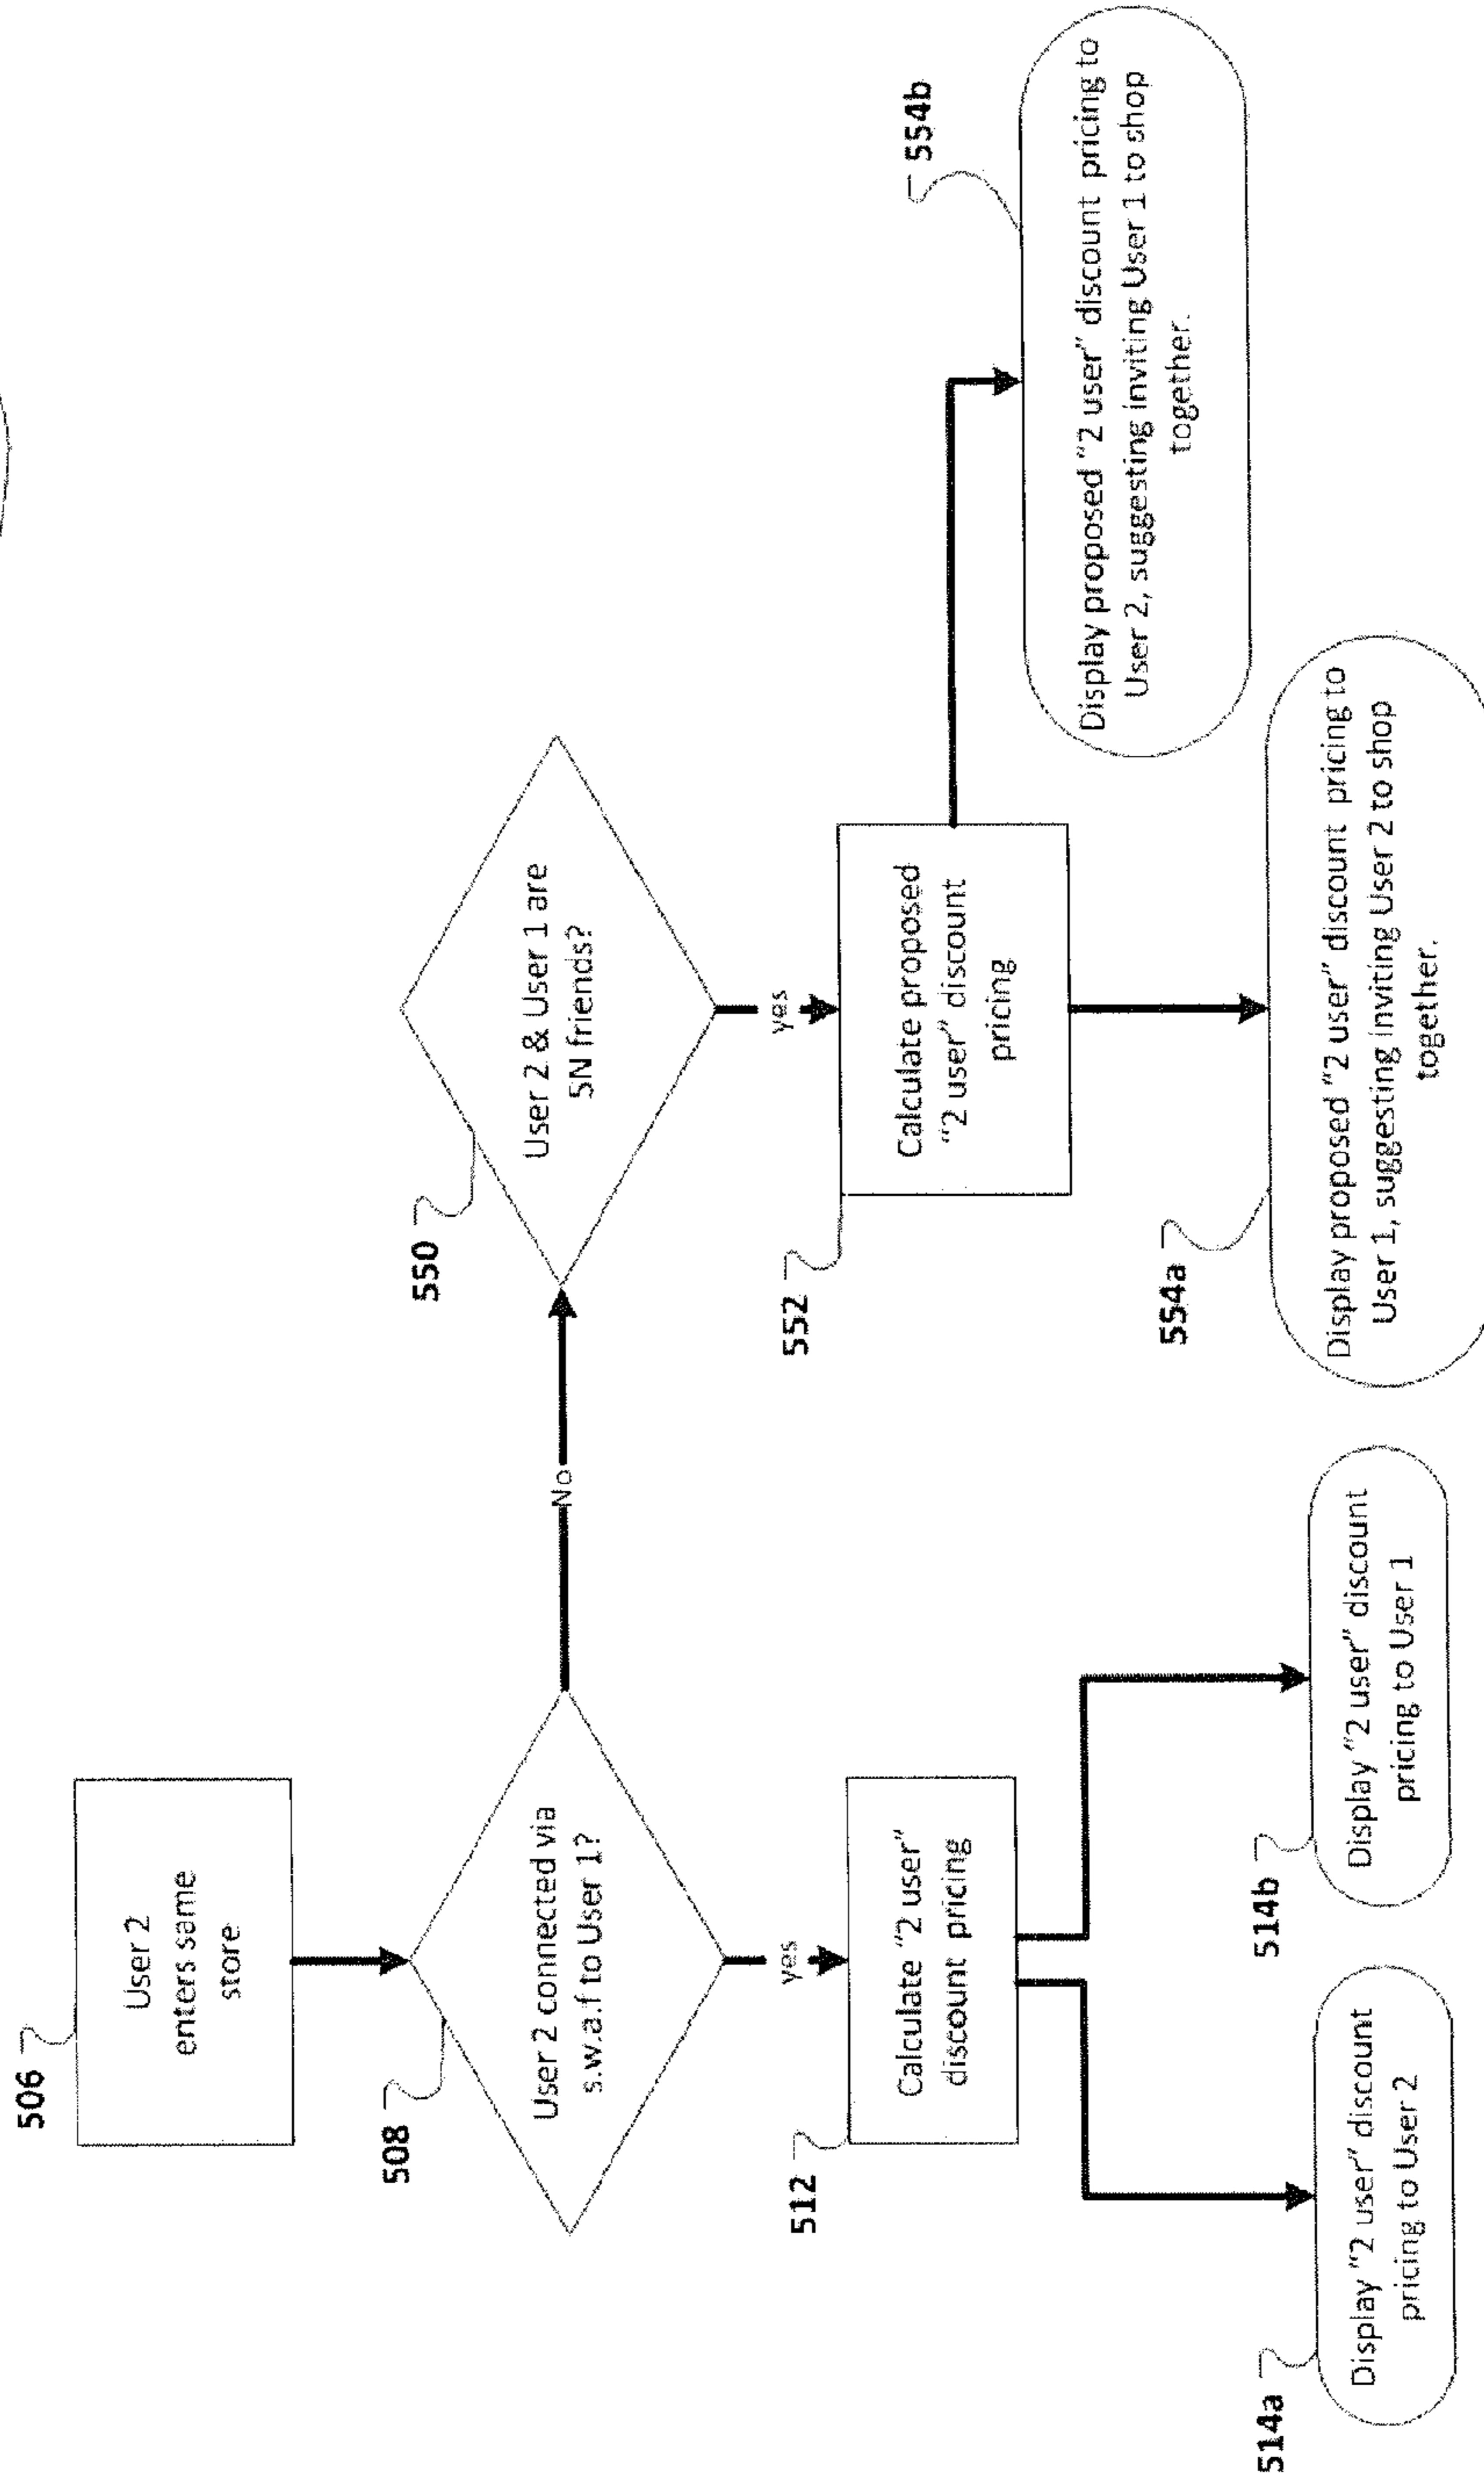 506
User 2
enters same
store
508
User 2 connected via
s.w.a.f to User 1?
No
550
User 2 & User 1 are
SN friends?
yes
512
Calculate "2 user"
discount pricing
yes
552
Calculate proposed
"2 user" discount
pricing
554b
Display proposed "2 user" discount pricing to
User 2, suggesting inviting User 1 to shop
together.
514a
Display "2 user" discount
pricing to User 2
514b
Display "2 user" discount
pricing to User 1
554a
Display proposed "2 user" discount pricing to
User 1, suggesting inviting User 2 to shop
together.